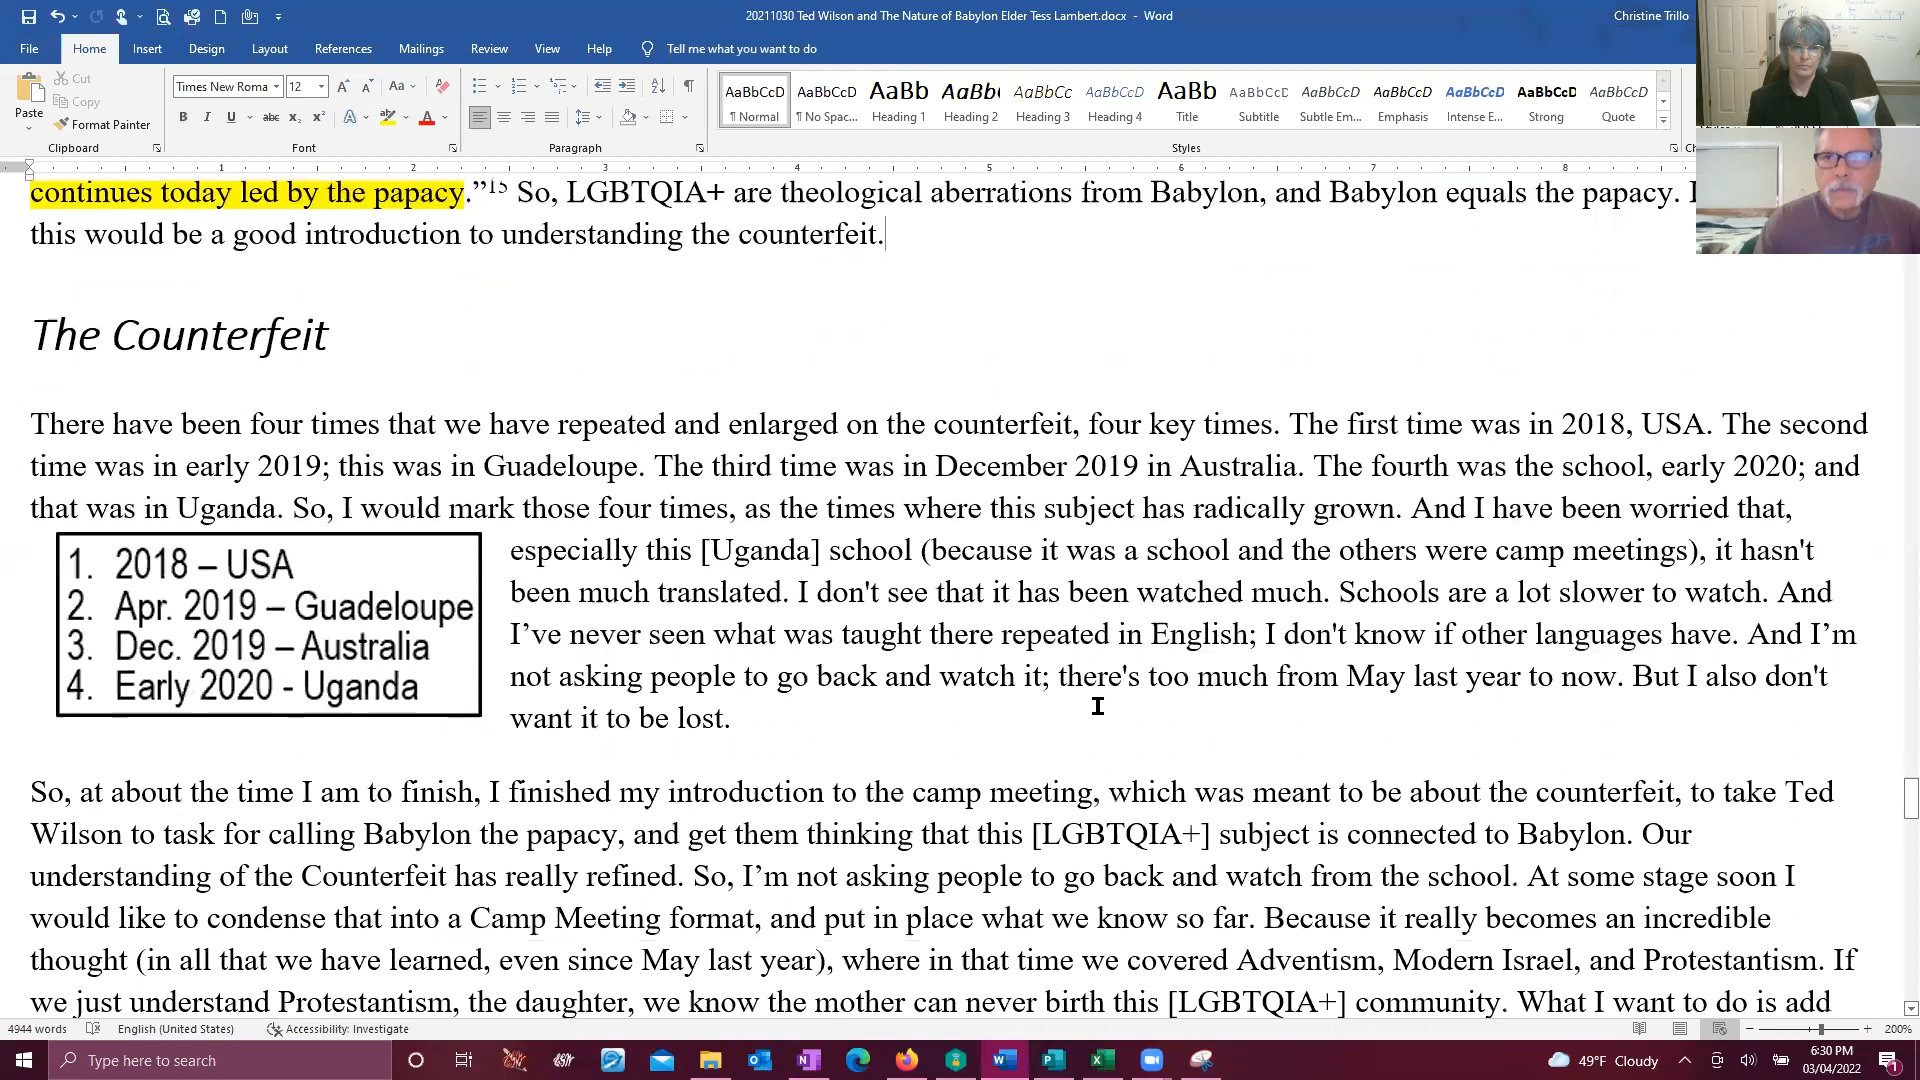 20211030 Ted Wilson and The Nature of Babylon Elder Tess Lambert.docx - Word
Christine Trillo
File Home Insert Design Layout References Mailings Review View Help Tell me what you want to do
Paste
Cut
Copy
Format Painter
Clipboard
Times New Roma 12
B I U abc x₂ x²
Font
Paragraph
AaBbCcD AaBbCcD AaBb AaBb( AaBbCc AaBbCcD AaBb AaBbCcD AaBbCcD AaBbCcD AaBbCcD AaBbCcD AaBbCcD
¶ Normal ¶ No Spac... Heading 1 Heading 2 Heading 3 Heading 4 Title Subtitle Subtle Em... Emphasis Intense E... Strong Quote
Styles
1 2 3 4 5 6 7 8 9
continues today led by the papacy.”15 So, LGBTQIA+ are theological aberrations from Babylon, and Babylon equals the papacy.
this would be a good introduction to understanding the counterfeit.
The Counterfeit
There have been four times that we have repeated and enlarged on the counterfeit, four key times. The first time was in 2018, USA. The second
time was in early 2019; this was in Guadeloupe. The third time was in December 2019 in Australia. The fourth was the school, early 2020; and
that was in Uganda. So, I would mark those four times, as the times where this subject has radically grown. And I have been worried that,
especially this [Uganda] school (because it was a school and the others were camp meetings), it hasn't
been much translated. I don't see that it has been watched much. Schools are a lot slower to watch. And
I’ve never seen what was taught there repeated in English; I don't know if other languages have. And I’m
not asking people to go back and watch it; there's too much from May last year to now. But I also don't
want it to be lost.
1. 2018 – USA
2. Apr. 2019 – Guadeloupe
3. Dec. 2019 – Australia
4. Early 2020 - Uganda
So, at about the time I am to finish, I finished my introduction to the camp meeting, which was meant to be about the counterfeit, to take Ted
Wilson to task for calling Babylon the papacy, and get them thinking that this [LGBTQIA+] subject is connected to Babylon. Our
understanding of the Counterfeit has really refined. So, I’m not asking people to go back and watch from the school. At some stage soon I
would like to condense that into a Camp Meeting format, and put in place what we know so far. Because it really becomes an incredible
thought (in all that we have learned, even since May last year), where in that time we covered Adventism, Modern Israel, and Protestantism. If
we just understand Protestantism, the daughter, we know the mother can never birth this [LGBTQIA+] community. What I want to do is add
4944 words English (United States) Accessibility: Investigate 200%
Type here to search
49°F Cloudy
6:30 PM
03/04/2022